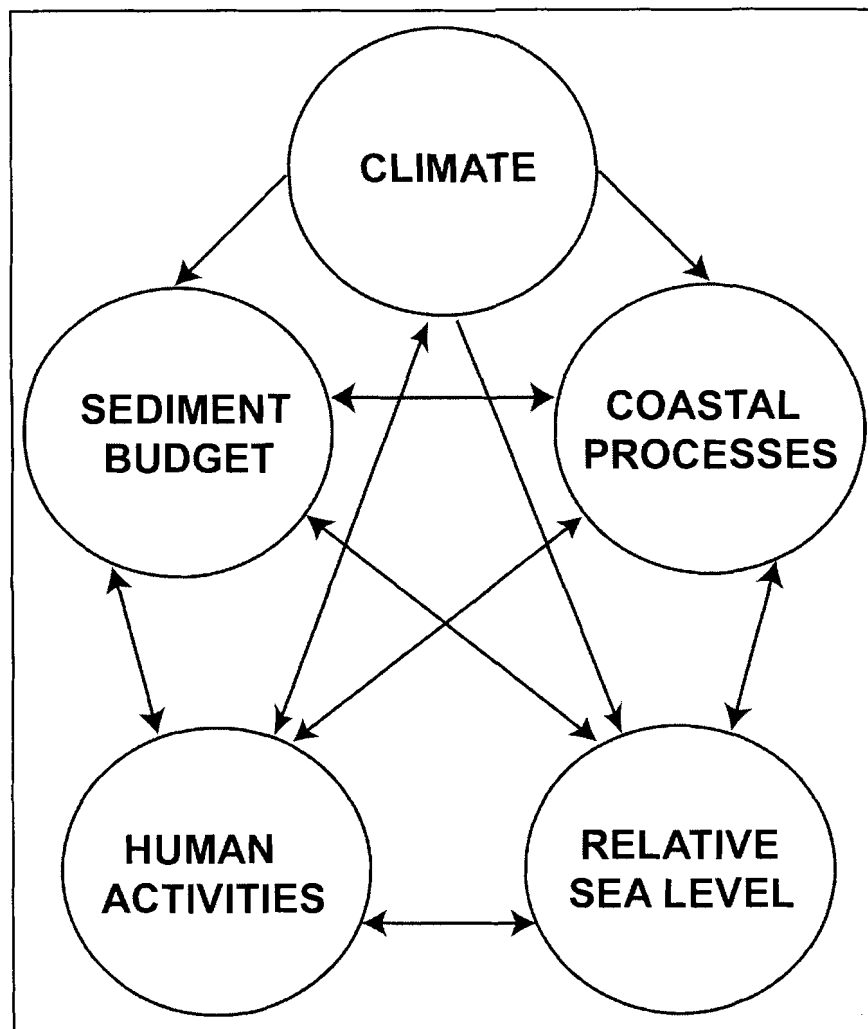 CLIMATE
SEDIMENT
BUDGET
COASTAL
PROCESSES
HUMAN
ACTIVITIES
RELATIVE
SEA LEVEL